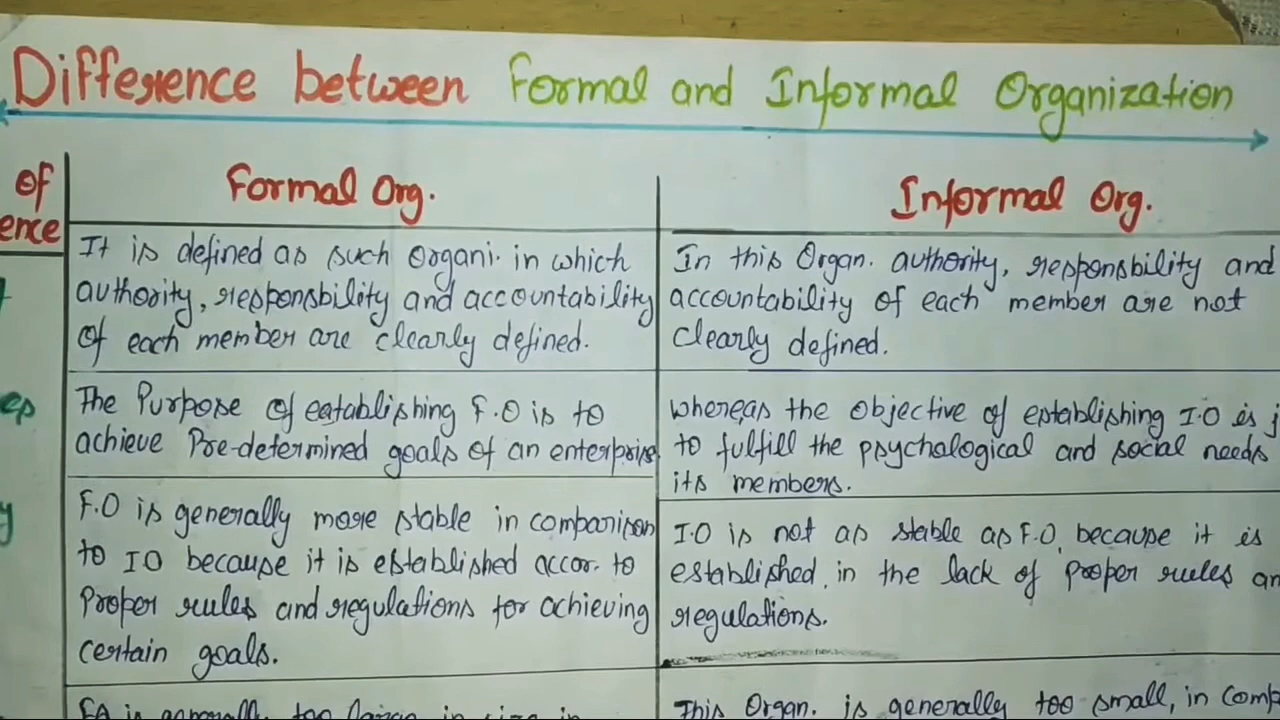 Difference between Formal and Informal Organization
of
ence
Formal Org.
Informal Org.
It is defined as such Organi. in which
authority, responsbility and accountability
of each member are clearly defined.
In this Organ. authority, responsbility and
accountability of each member are not
clearly defined.
The Purpose of eatablishing F.O is to
achieve Pre-determined goals of an enterprise
whereas the objective of establishing I.O is j
to fulfill the psychological and social needs
its members.
F.O is generally more stable in comparison
to IO because it is established accor. to
Proper rules and regulations for achieving
certain goals.
I.O is not as stable as F.O, because it is
established in the lack of proper rules an
regulations.
This Organ. is generally too small, in comp